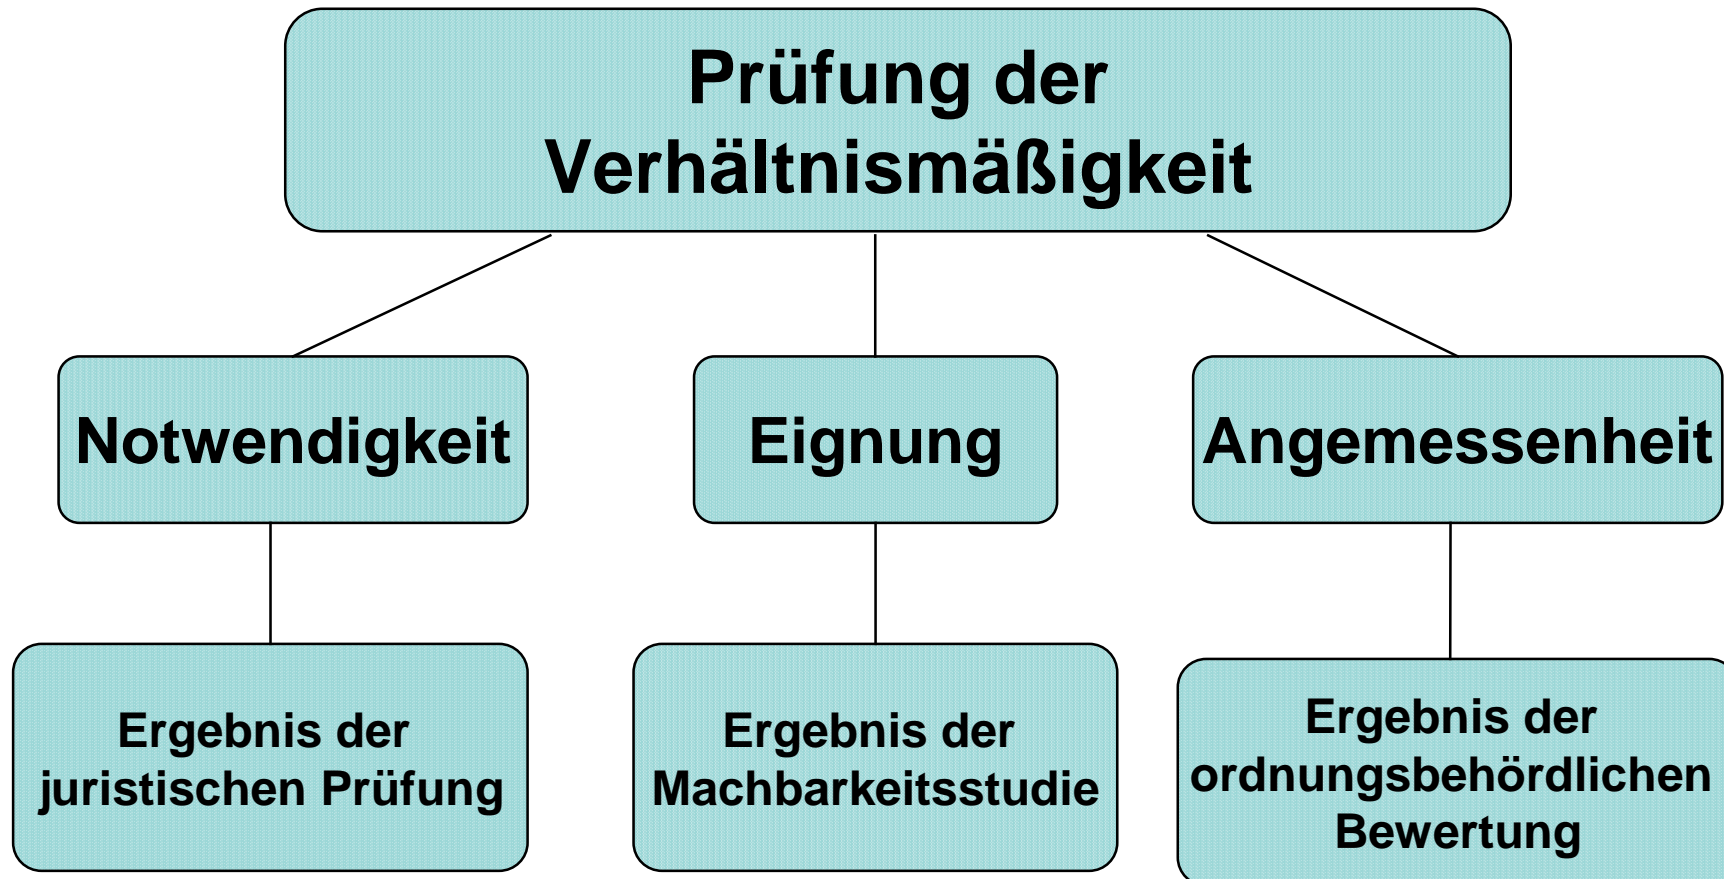 Prüfung der
Verhältnismäßigkeit
Notwendigkeit
Eignung
Angemessenheit
Ergebnis der
juristischen Prüfung
Ergebnis der
Machbarkeitsstudie
Ergebnis der
ordnungsbehördlichen
Bewertung